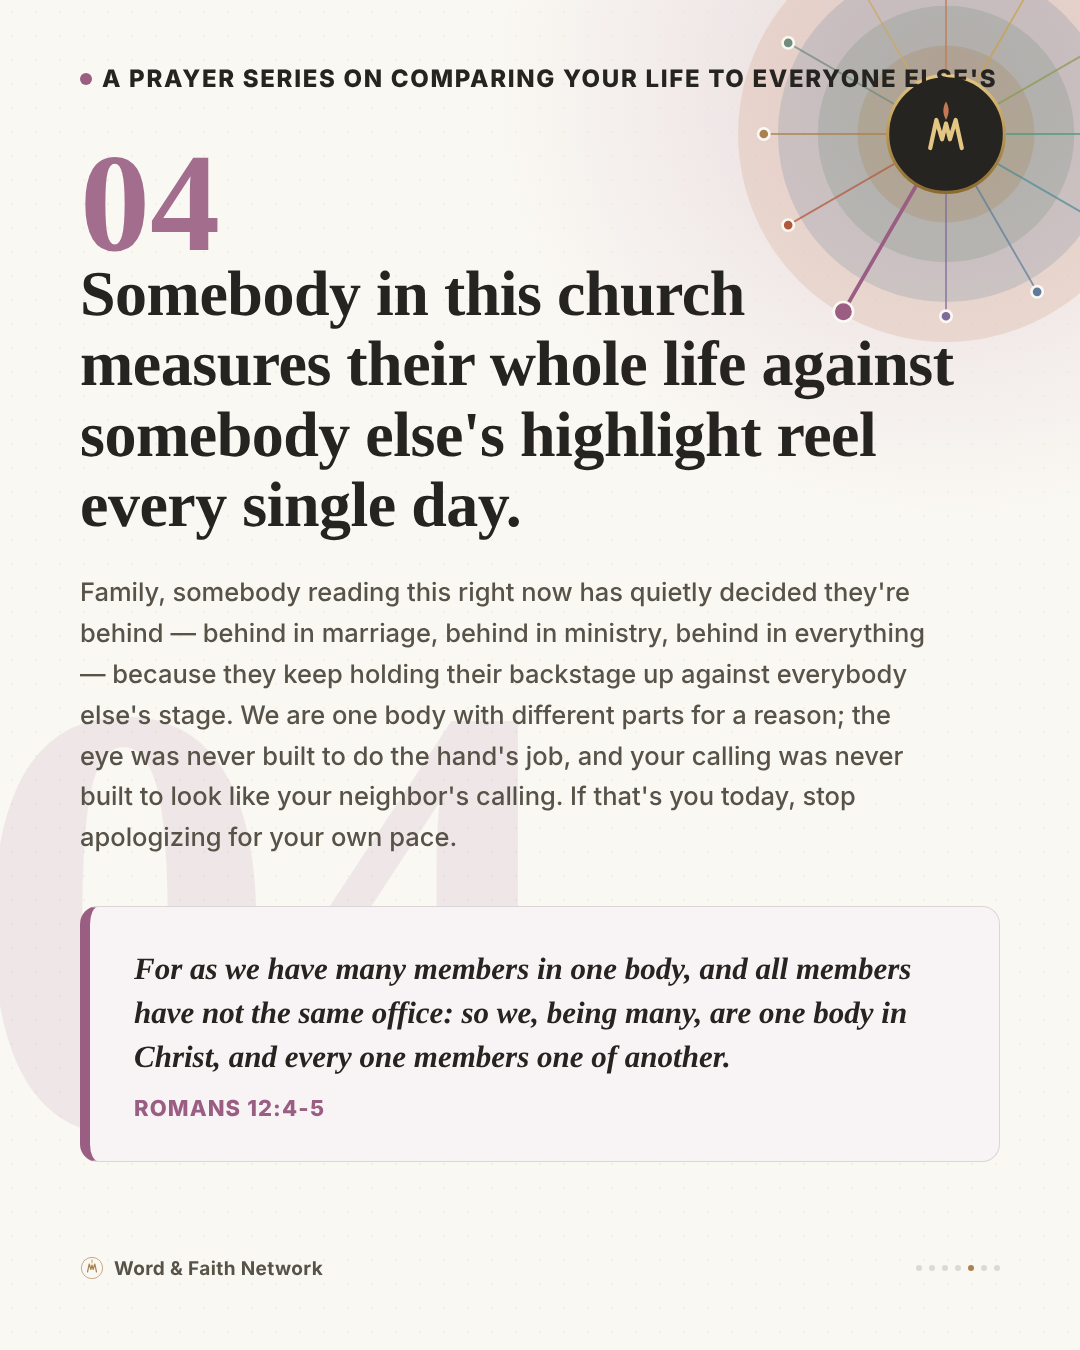 A PRAYER SERIES ON COMPARING YOUR LIFE TO EVERYONE ELSE'S
04
Somebody in this church
measures their whole life against
somebody else's highlight reel
every single day.
Family, somebody reading this right now has quietly decided they're
behind — behind in marriage, behind in ministry, behind in everything
— because they keep holding their backstage up against everybody
else's stage. We are one body with different parts for a reason; the
eye was never built to do the hand's job, and your calling was never
built to look like your neighbor's calling. If that's you today, stop
apologizing for your own pace.
04
For as we have many members in one body, and all members
have not the same office: so we, being many, are one body in
Christ, and every one members one of another.
ROMANS 12:4-5
Word & Faith Network